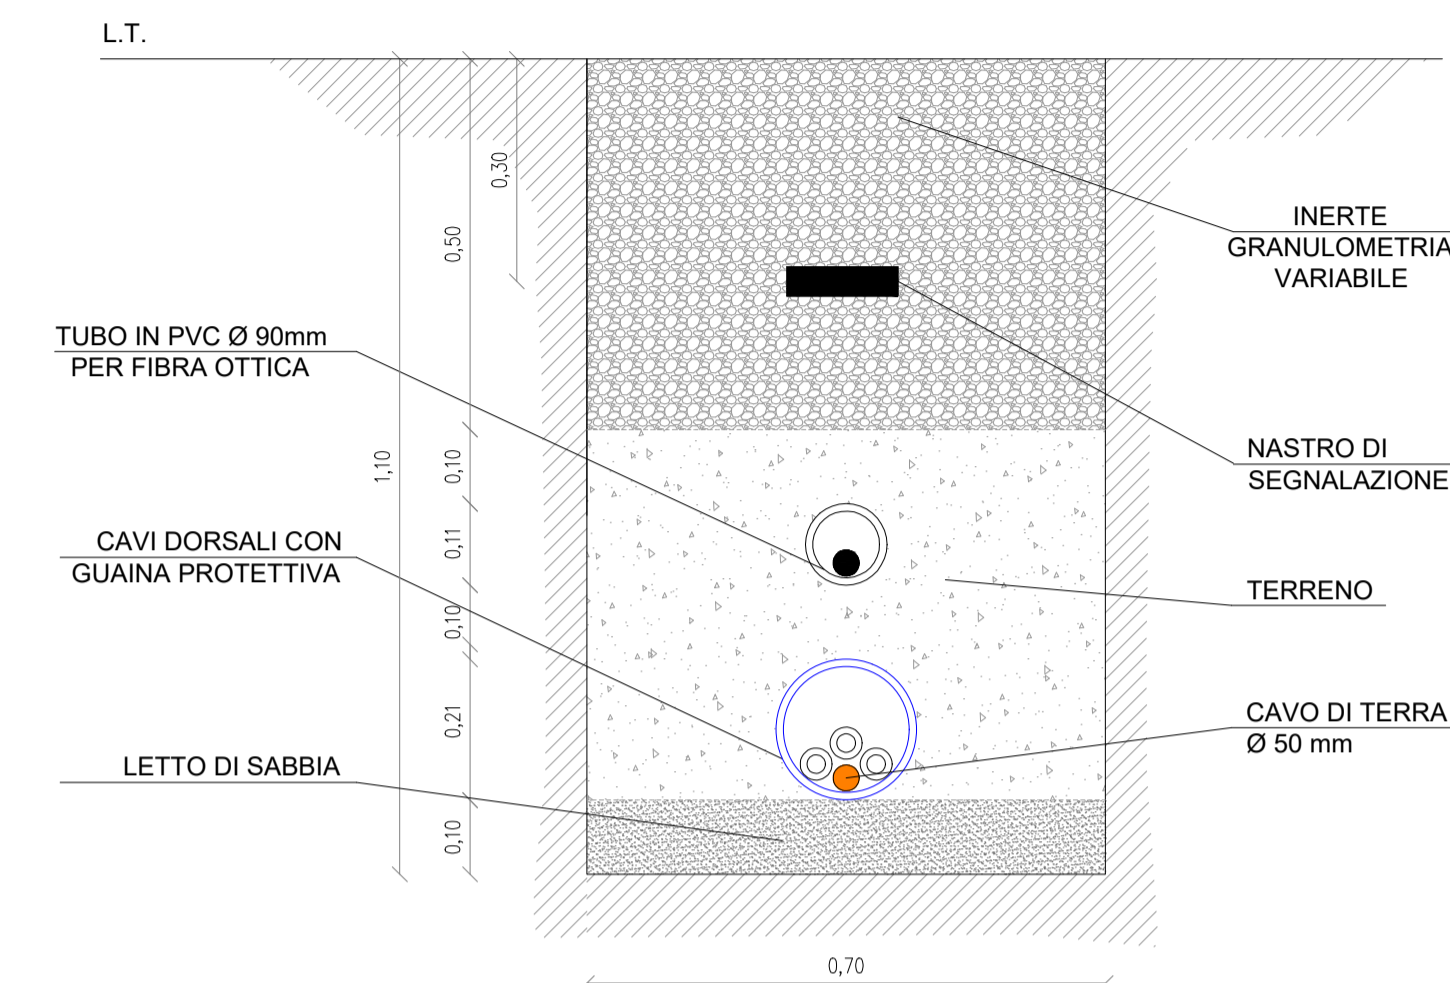 L.T.
0,30
0,50
INERTE
GRANULOMETRIA
VARIABILE
TUBO IN PVC Ø 90mm
PER FIBRA OTTICA
1,10
0,10
NASTRO DI
SEGNALAZIONE
CAVI DORSALI CON
GUAINA PROTETTIVA
0,11
TERRENO
0,10
0,21
CAVO DI TERRA
Ø 50 mm
LETTO DI SABBIA
0,10
0,70